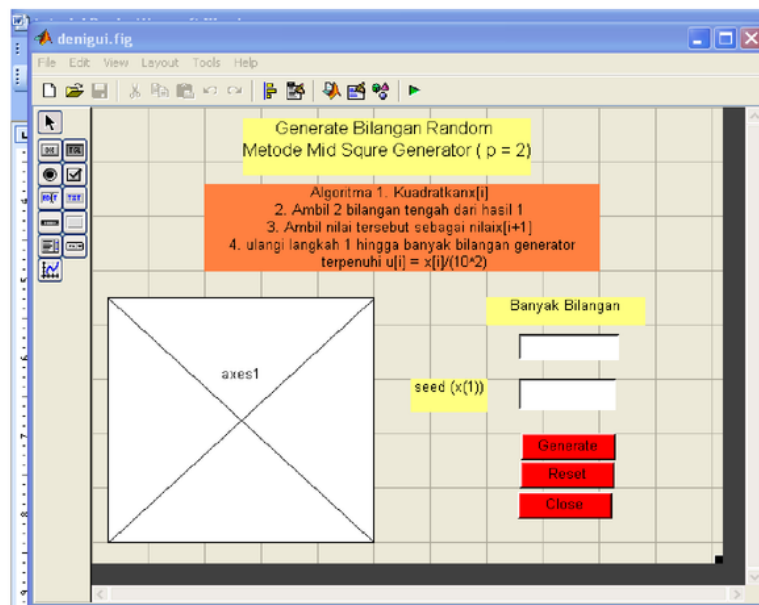 denigui.fig
File Edit View Layout Tools Help
Generate Bilangan Random
Metode Mid Squre Generator ( p = 2)
Algoritma 1. Kuadratkanx[i]
2. Ambil 2 bilangan tengah dari hasil 1
3. Ambil nilai tersebut sebagai nilaix[i+1]
4. ulangi langkah 1 hingga banyak bilangan generator
terpenuhi u[i] = x[i]/(10^2)
Banyak Bilangan
axes1
seed (x(1))
Generate
Reset
Close